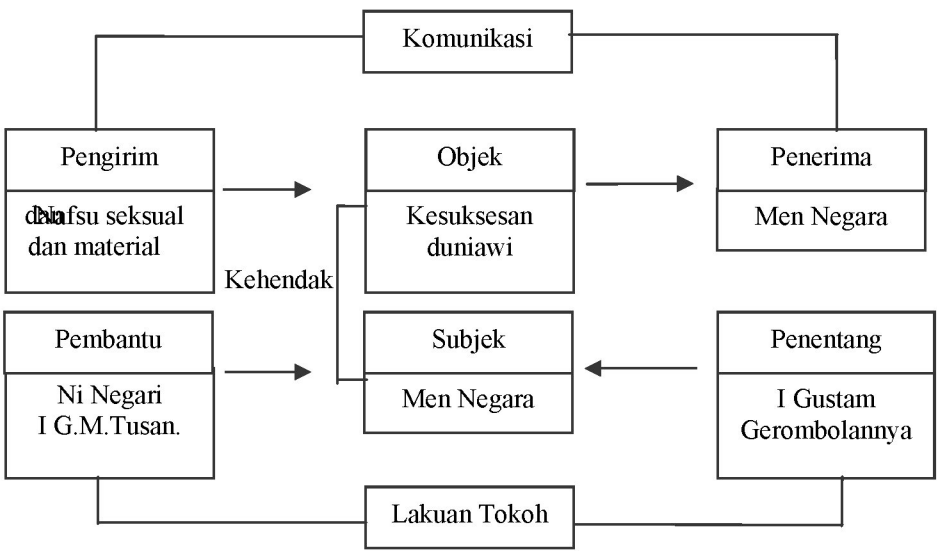 Komunikasi
Pengirim
Nafsu seksual
dan material
Objek
Kesuksesan
duniawi
Penerima
Men Negara
Kehendak
Pembantu
Ni Negari
I G.M.Tusan.
Subjek
Men Negara
Penentang
I Gustam
Gerombolannya
Lakuan Tokoh